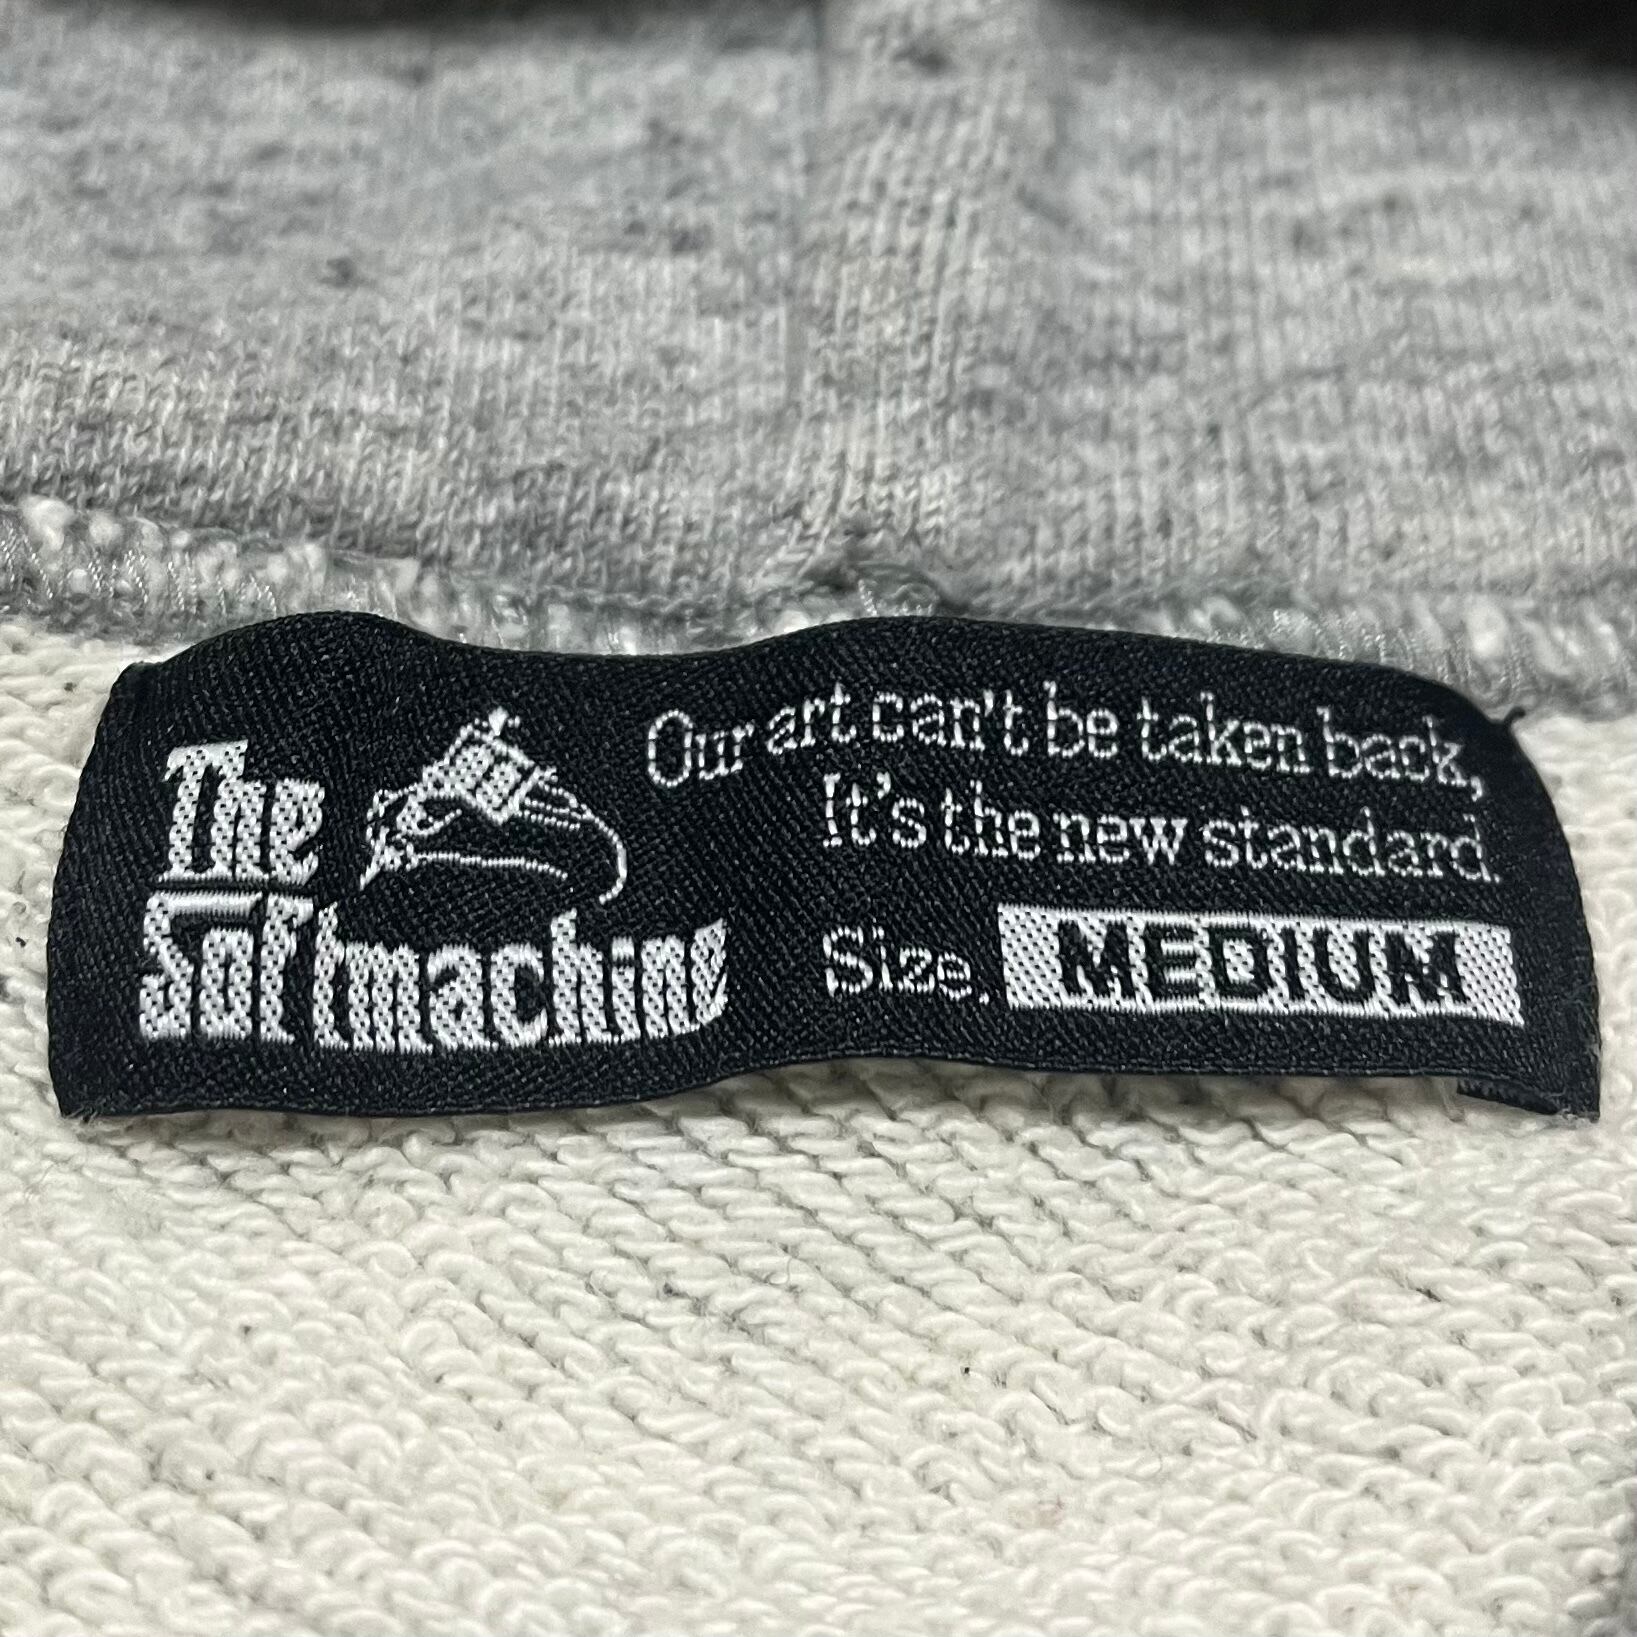 The
Softmachine
Our art can't be taken back,
It's the new standard.
Size. MEDIUM